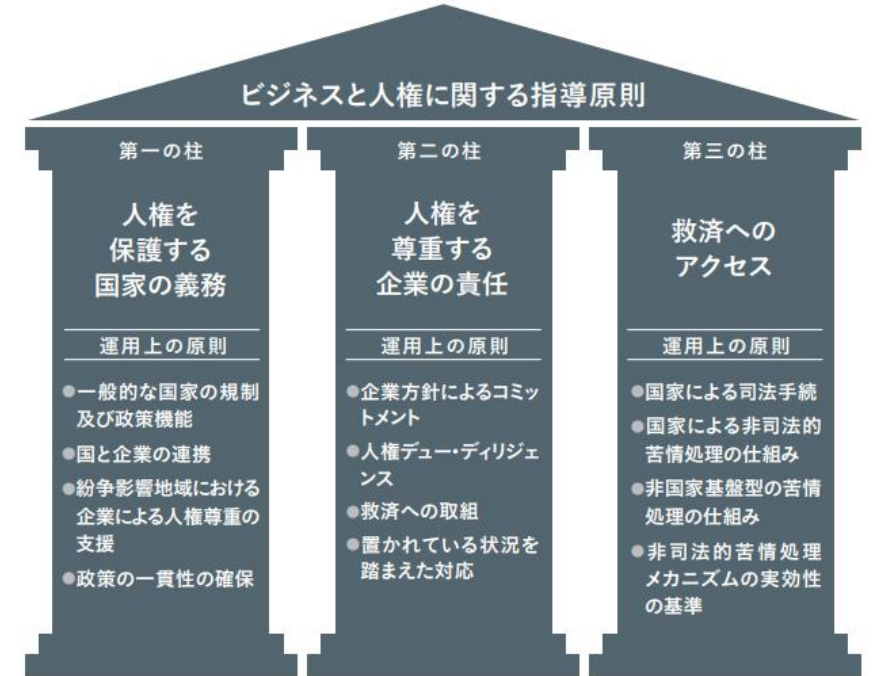 ビジネスと人権に関する指導原則
第一の柱
人権を
保護する
国家の義務
運用上の原則
●一般的な国家の規制
及び政策機能
●国と企業の連携
●紛争影響地域における
企業による人権尊重の
支援
●政策の一貫性の確保
第二の柱
人権を
尊重する
企業の責任
運用上の原則
●企業方針によるコミッ
トメント
●人権デュー・ディリジェ
ンス
●救済への取組
●置かれている状況を
踏まえた対応
第三の柱
救済への
アクセス
運用上の原則
●国家による司法手続
●国家による非司法的
苦情処理の仕組み
●非国家基盤型の苦情
処理の仕組み
●非司法的苦情処理
メカニズムの実効性
の基準